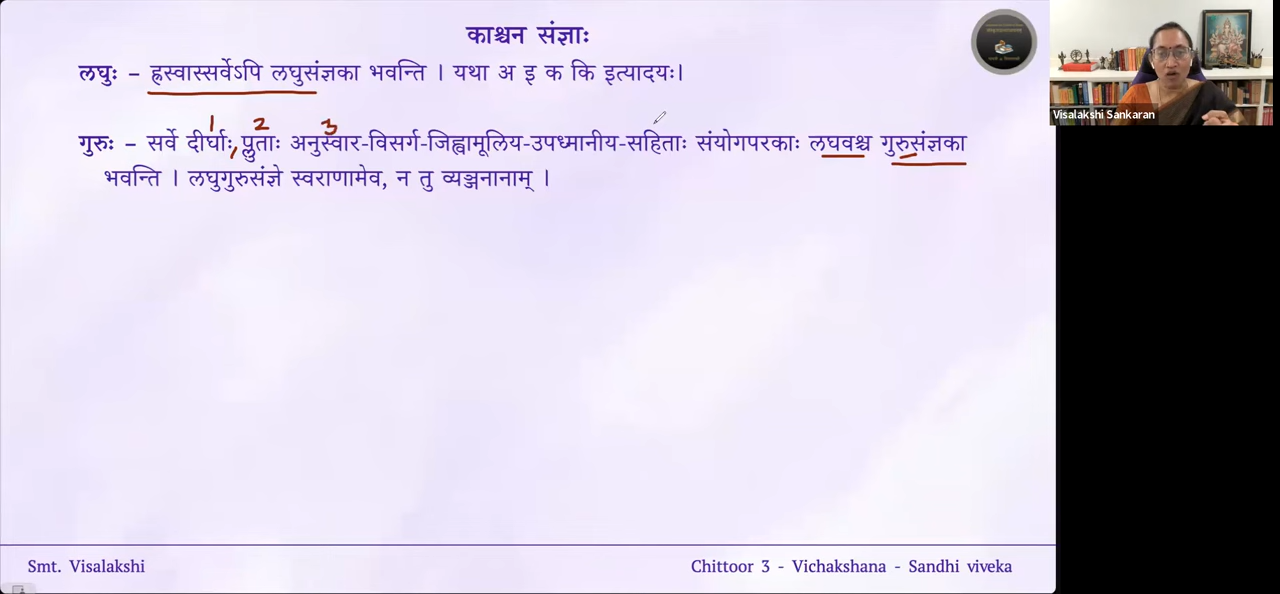 काश्चन संज्ञाः
लघुः – ह्रस्वास्सर्वेऽपि लघुसंज्ञका भवन्ति । यथा अ इ क कि इत्यादयः।
1 2 3
गुरुः – सर्वे दीर्घाः, प्लुताः अनुस्वार-विसर्ग-जिह्वामूलिय-उपध्मानीय-सहिताः संयोगपरकाः लघवश्च गुरुसंज्ञका
भवन्ति । लघुगुरुसंज्ञे स्वराणामेव, न तु व्यञ्जनानाम् ।
Visalakshi Sankaran
Smt. Visalakshi
Chittoor 3 - Vichakshana - Sandhi viveka